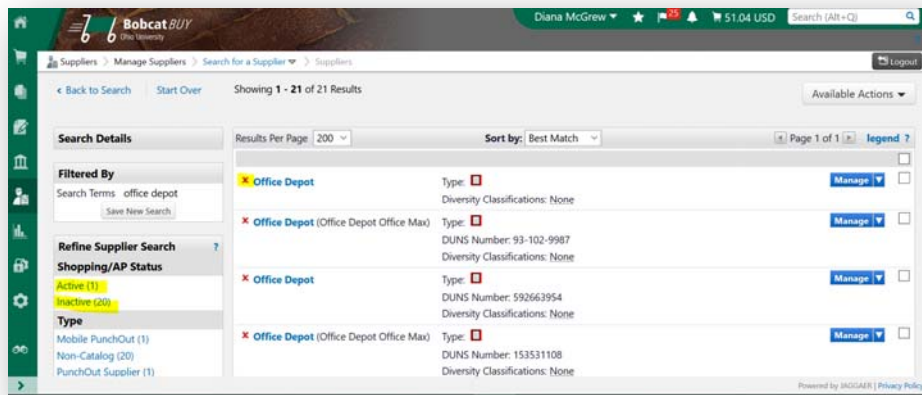 Bobcat BUY
Ohio University
Diana McGrew
25
51.04 USD
Search (Alt+Q)
Suppliers > Manage Suppliers > Search for a Supplier > Suppliers
Logout
< Back to Search
Start Over
Showing 1 - 21 of 21 Results
Available Actions
Search Details
Results Per Page 200
Sort by: Best Match
Page 1 of 1
legend ?
Filtered By
Search Terms office depot
Save New Search
Refine Supplier Search ?
Shopping/AP Status
Active (1)
Inactive (20)
Type
Mobile PunchOut (1)
Non-Catalog (20)
PunchOut Supplier (1)
Office Depot
Type:
Manage
Diversity Classifications: None
Office Depot (Office Depot Office Max)
Type:
Manage
DUNS Number: 93-102-9987
Diversity Classifications: None
Office Depot
Type:
Manage
DUNS Number: 592663954
Diversity Classifications: None
Office Depot (Office Depot Office Max)
Type:
Manage
DUNS Number: 153531108
Diversity Classifications: None
Powered by JAGGAER | Privacy Policy